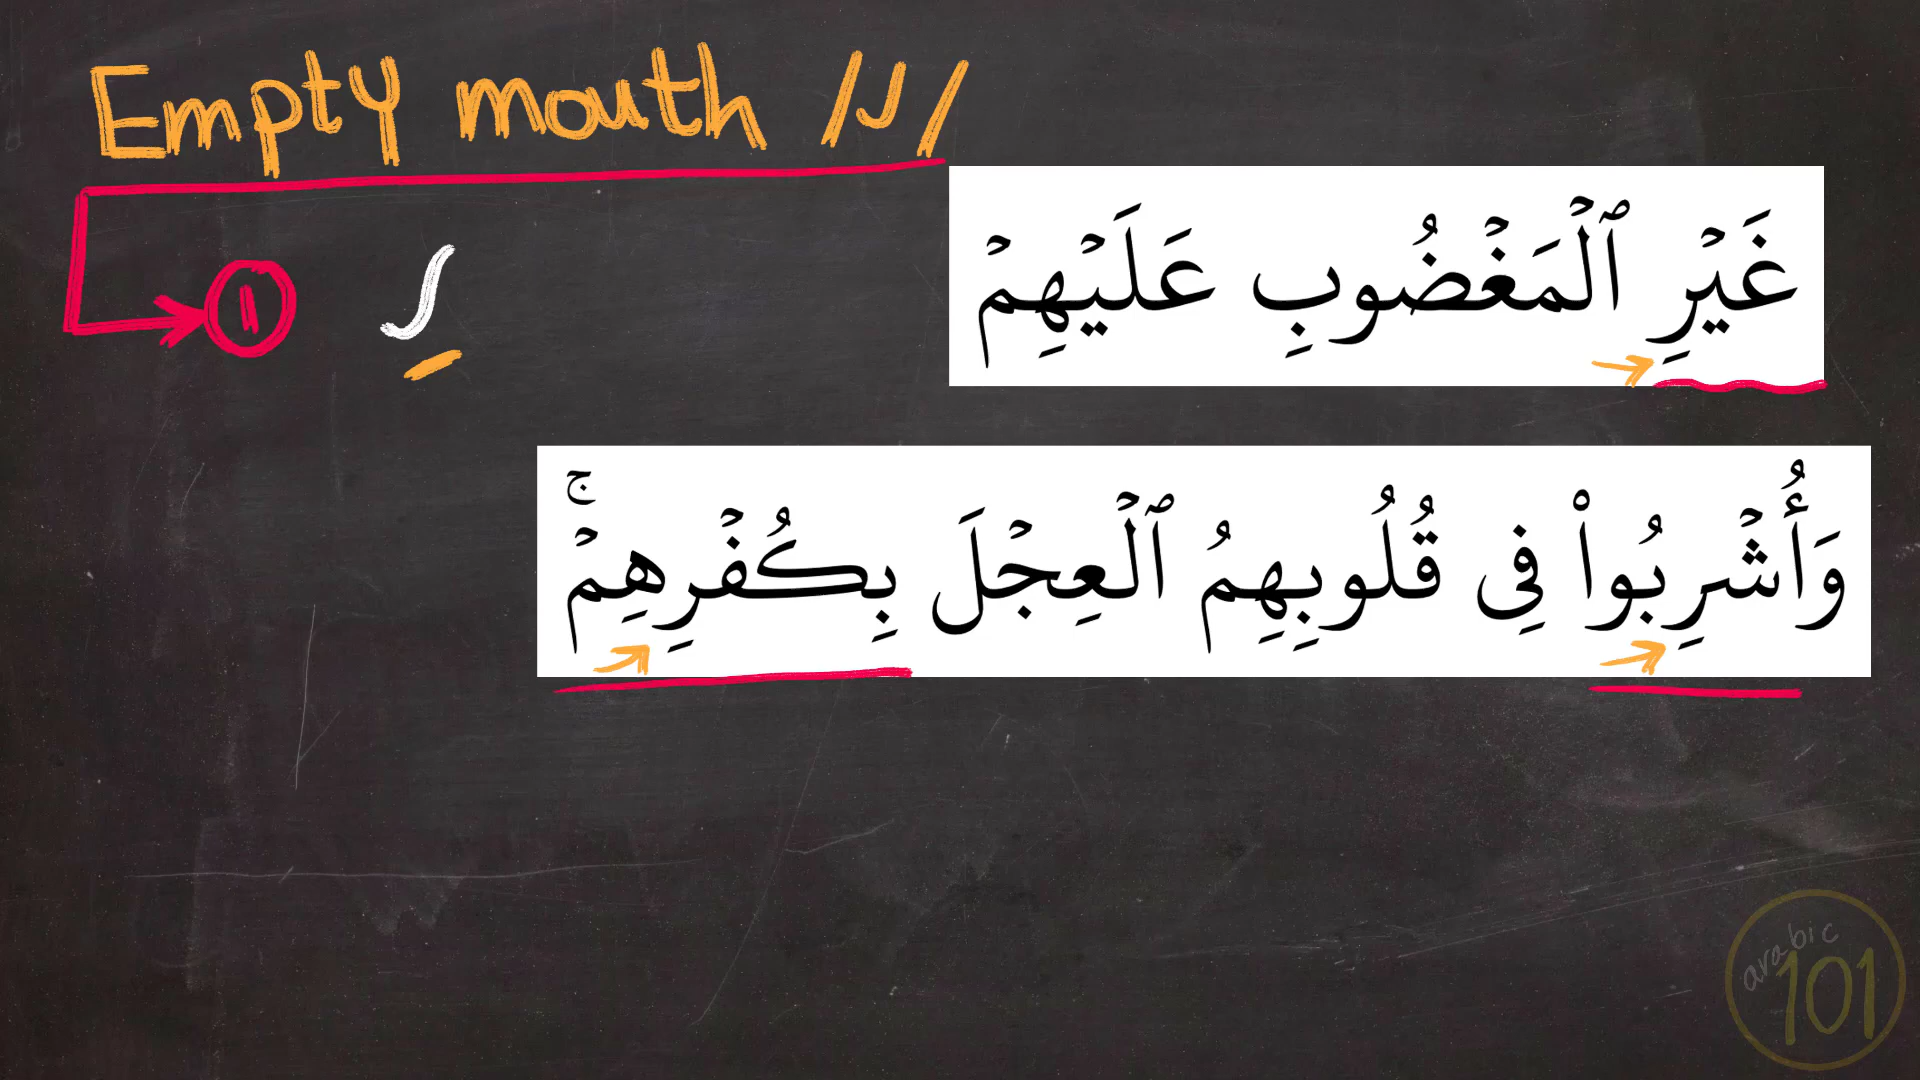 Empty mouth /ر/
١ رِ
غَيۡرِ ٱلۡمَغۡضُوبِ عَلَيۡهِمۡ
وَأُشۡرِبُواْ فِى قُلُوبِهِمُ ٱلۡعِجۡلَ بِكُفۡرِهِمۡۚ
arabic
101